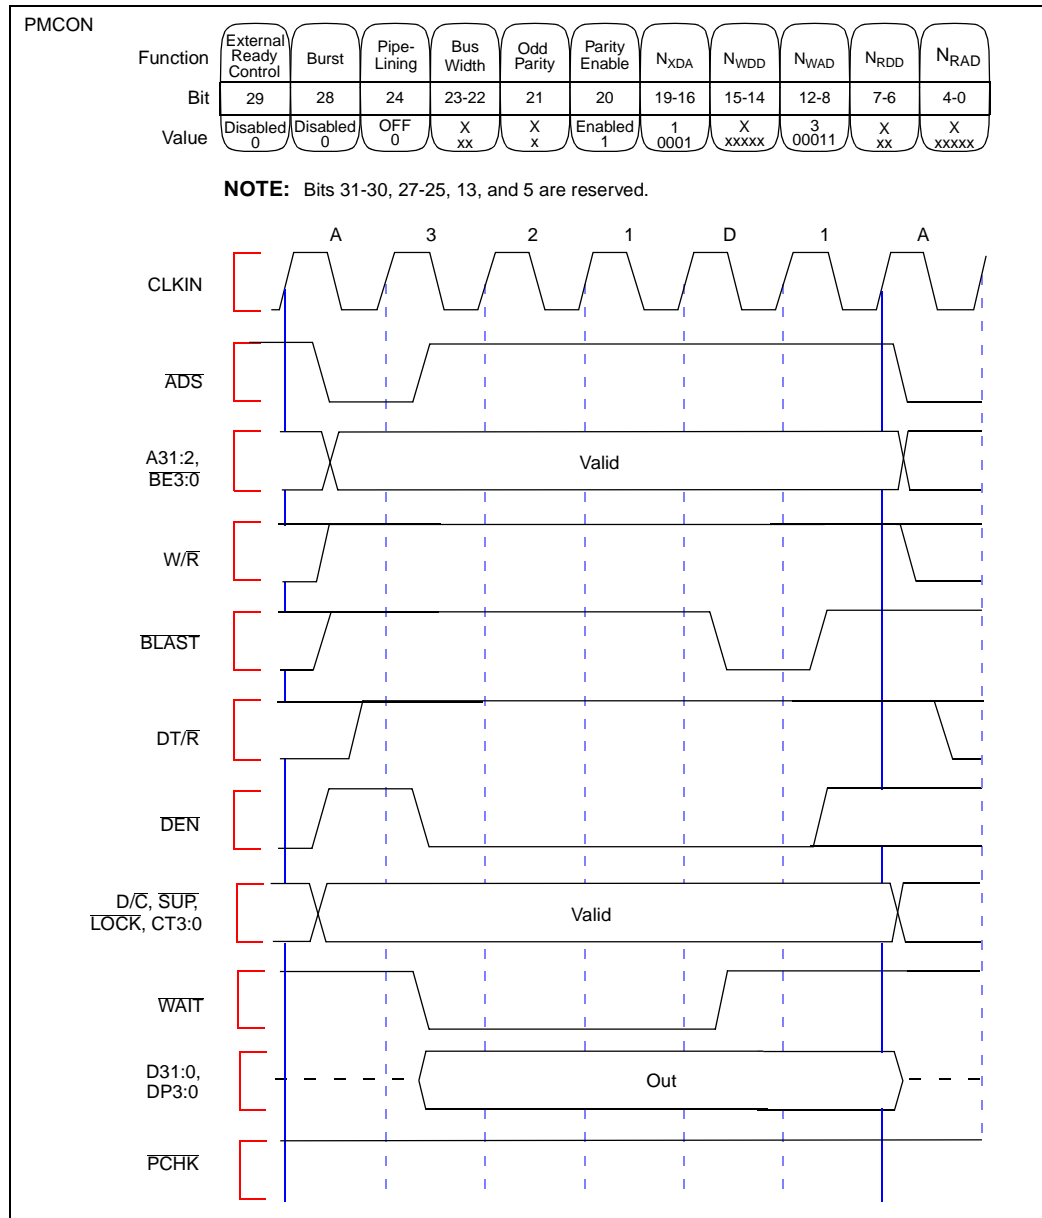 PMCON
Function External Ready Control Burst Pipe-Lining Bus Width Odd Parity Parity Enable NXDA NWDD NWAD NRDD NRAD
Bit 29 28 24 23-22 21 20 19-16 15-14 12-8 7-6 4-0
Value Disabled 0 Disabled 0 OFF 0 X xx X x Enabled 1 1 0001 X xxxxx 3 00011 X xx X xxxxx
NOTE: Bits 31-30, 27-25, 13, and 5 are reserved.
A 3 2 1 D 1 A
CLKIN
ADS
A31:2,
BE3:0
Valid
W/R
BLAST
DT/R
DEN
D/C, SUP,
LOCK, CT3:0
Valid
WAIT
D31:0,
DP3:0
Out
PCHK